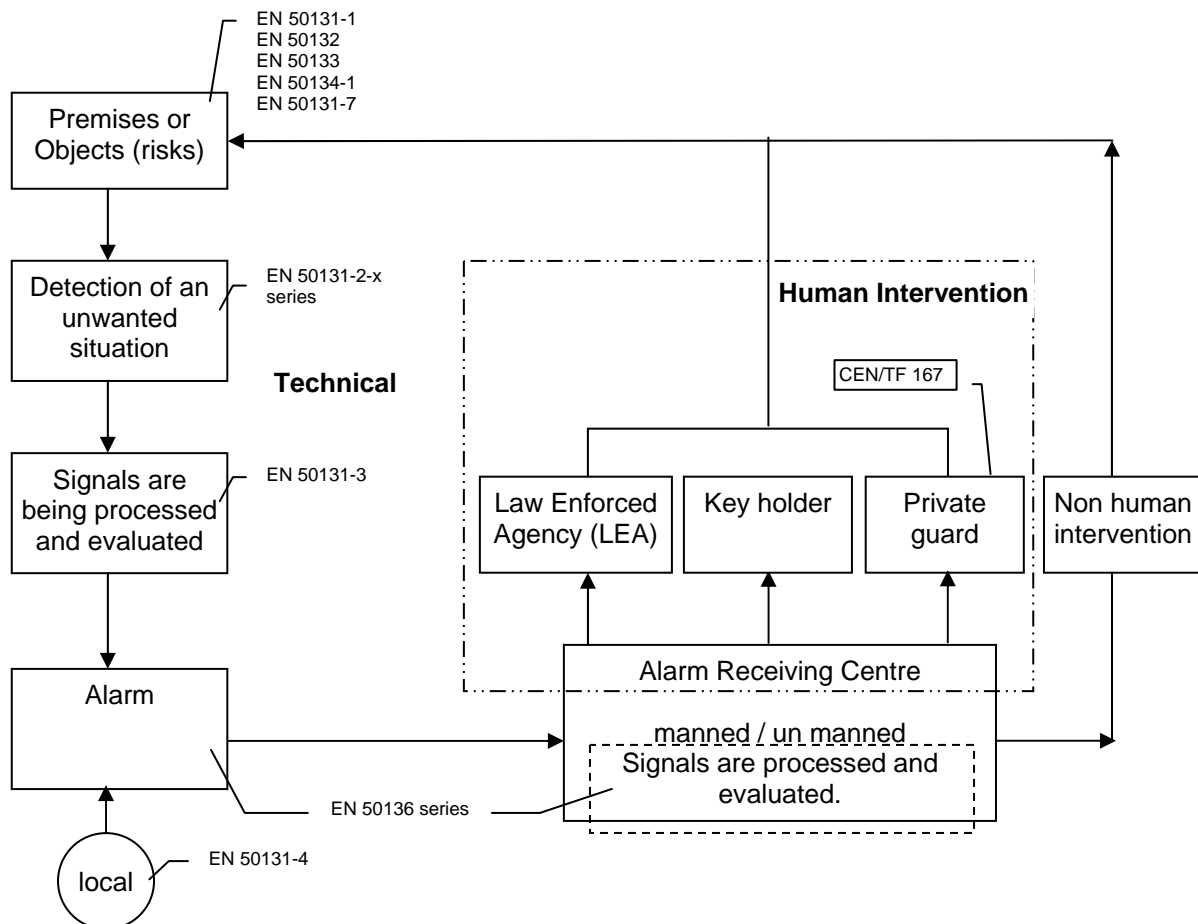 EN 50131-1
EN 50132
EN 50133
EN 50134-1
EN 50131-7
Premises or
Objects (risks)
Detection of an
unwanted
situation
EN 50131-2-x
series
Human Intervention
Technical
CEN/TF 167
Signals are
being processed
and evaluated
EN 50131-3
Law Enforced
Agency (LEA)
Key holder
Private
guard
Non human
intervention
Alarm
Alarm Receiving Centre
manned / un manned
Signals are processed and
evaluated.
EN 50136 series
local
EN 50131-4